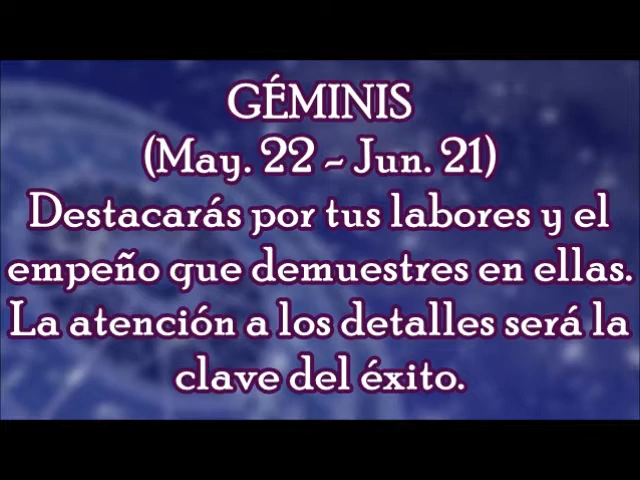 GÉMINIS
(May. 22 - Jun. 21)
Destacarás por tus labores y el
empeño que demuestres en ellas.
La atención a los detalles será la
clave del éxito.